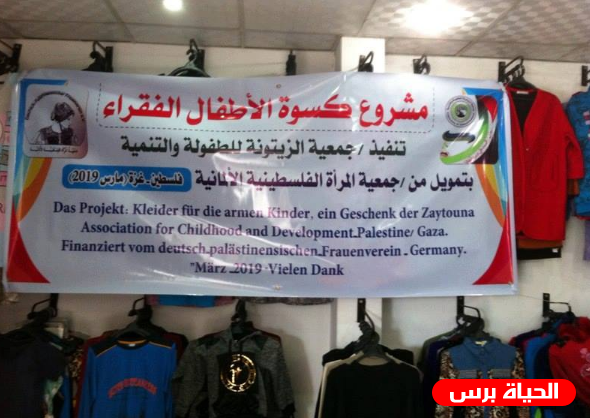 مشروع كسوة الأطفال الفقراء
تنفيذ / جمعية الزيتونة للطفولة والتنمية
بتمويل من / جمعية المرأة الفلسطينية الألمانية
فلسطين - غزة (مارس 2019)
Das Projekt: Kleider für die armen Kinder, ein Geschenk der Zaytouna
Association for Childhood and Development_Palestine/ Gaza.
Finanziert vom deutsch_palästinensischen_Frauenverein_ Germany.
"März_2019 Vielen Dank
الحياة برس